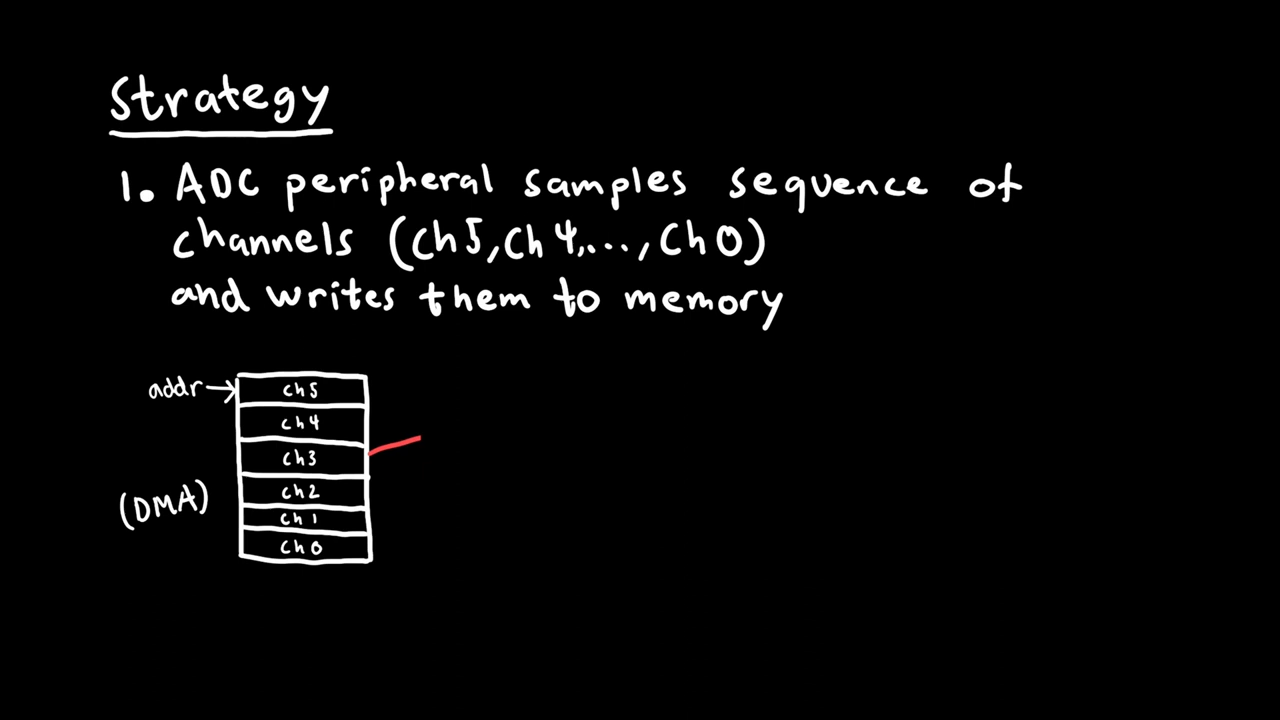 Strategy
1. ADC peripheral samples sequence of
channels (ch5, ch4,..., ch0)
and writes them to memory
addr
ch5
ch4
ch3
(DMA)
ch2
ch1
ch0